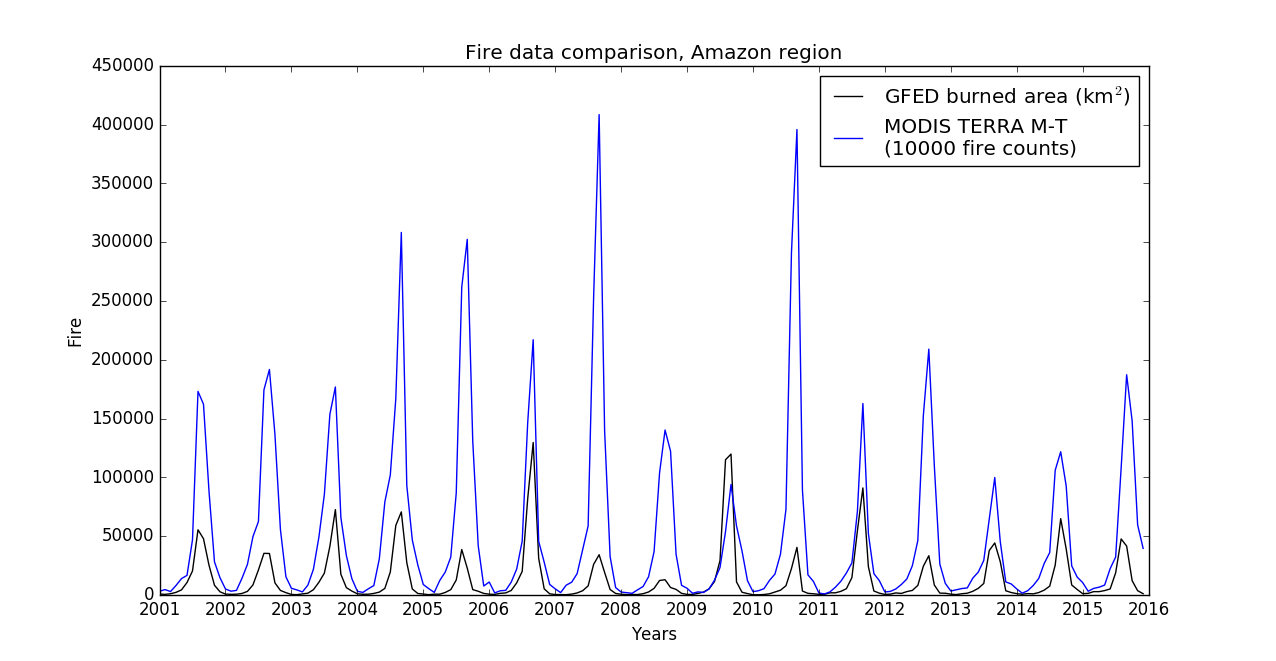 Fire data comparison, Amazon region
450000
400000
350000
300000
250000
200000
150000
100000
50000
0
Fire
GFED burned area (km²)
MODIS TERRA M-T
(10000 fire counts)
2001 2002 2003 2004 2005 2006 2007 2008 2009 2010 2011 2012 2013 2014 2015 2016
Years